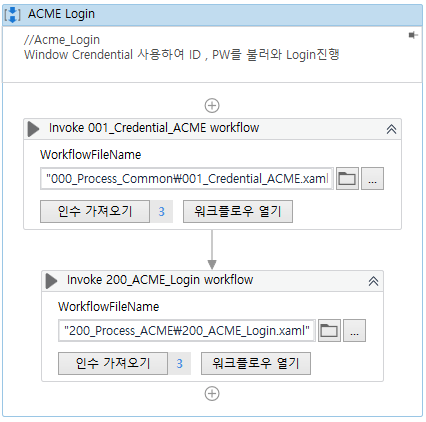 ACME Login
//Acme_Login
Window Crendential 사용하여 ID , PW를 불러와 Login진행
Invoke 001_Credential_ACME workflow
WorkflowFileName
"000_Process_Common₩001_Credential_ACME.xaml
...
인수 가져오기 3 워크플로우 열기
Invoke 200_ACME_Login workflow
WorkflowFileName
"200_Process_ACME₩200_ACME_Login.xaml"
...
인수 가져오기 3 워크플로우 열기